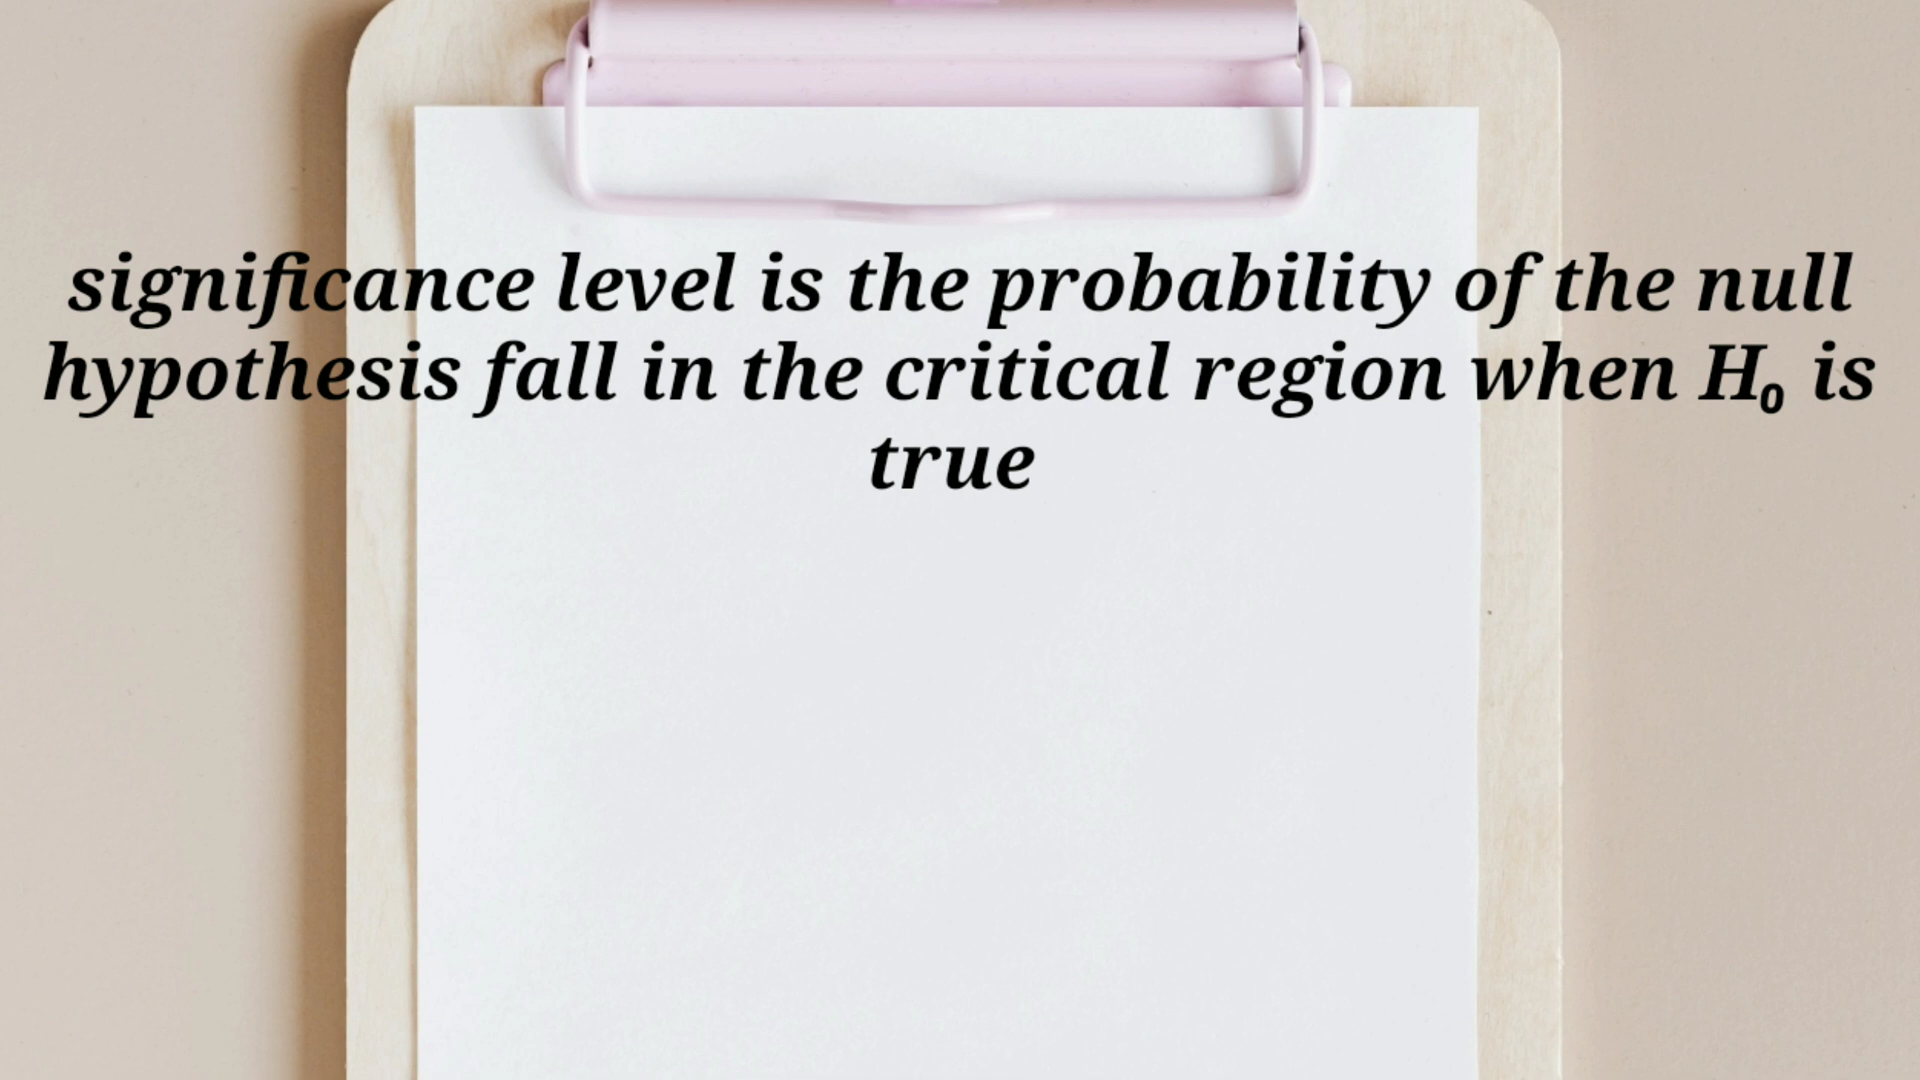 significance level is the probability of the null
hypothesis fall in the critical region when H₀ is
true